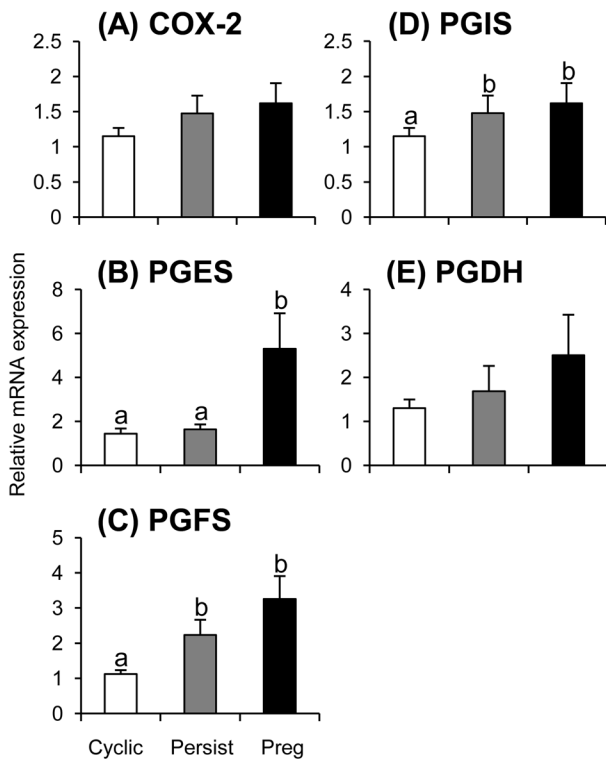 (A) COX-2
2.5
2
1.5
1
0.5
0
(D) PGIS
2.5
2
1.5
1
0.5
0
a
b
b
Relative mRNA expression
(B) PGES
8
6
4
2
0
a
a
b
(E) PGDH
4
3
2
1
0
(C) PGFS
5
4
3
2
1
0
a
b
b
Cyclic Persist Preg